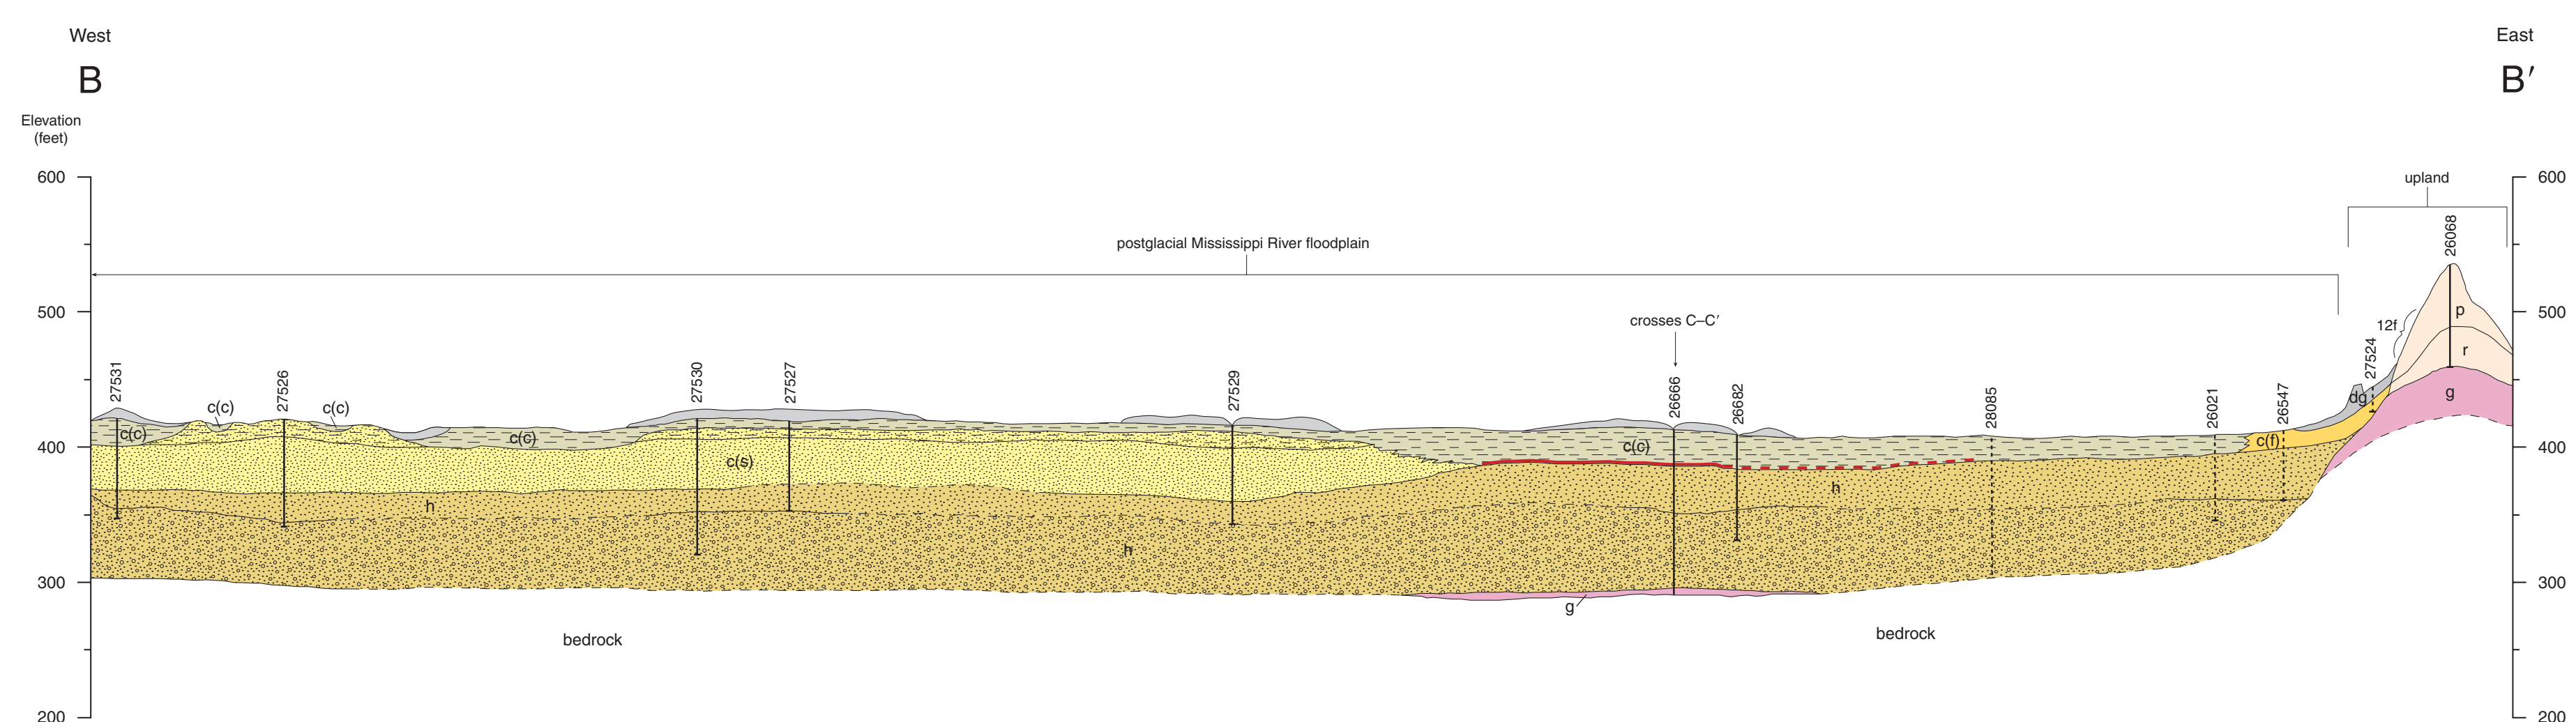 West
East
B
B′
Elevation
(feet)
600
600
upland
26068
postglacial Mississippi River floodplain
500
500
p
crosses C–C′
12f
27524
r
27531
27526
27530
27527
27529
26666
26682
28085
26021
26547
g
dg
c(c)
c(c)
c(c)
c(c)
c(c)
c(f)
400
400
c(s)
h
h
h
300
300
g
bedrock
bedrock
200
200